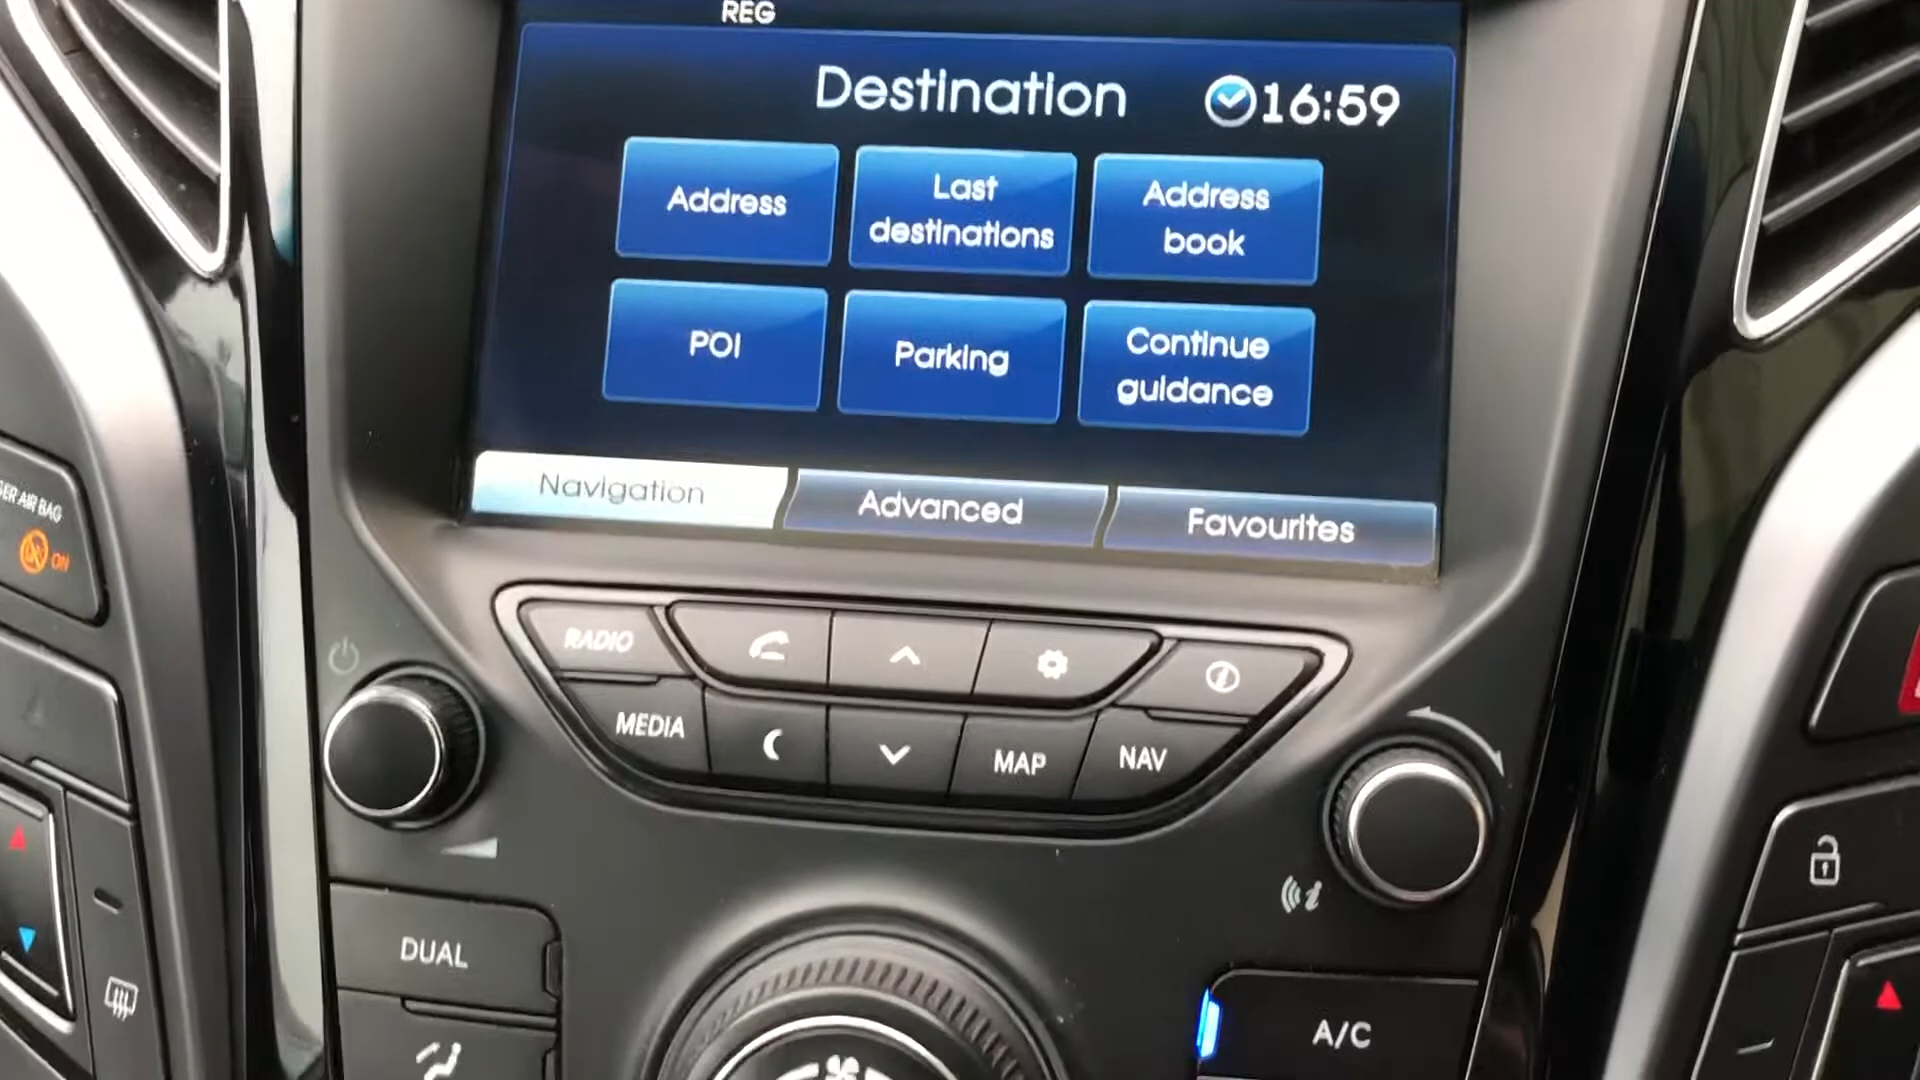 REG
Destination
16:59
Address
Last
destinations
Address
book
POI
Parking
Continue
guidance
Navigation
Advanced
Favourites
AIR BAG
ON
RADIO
MEDIA
MAP
NAV
DUAL
A/C